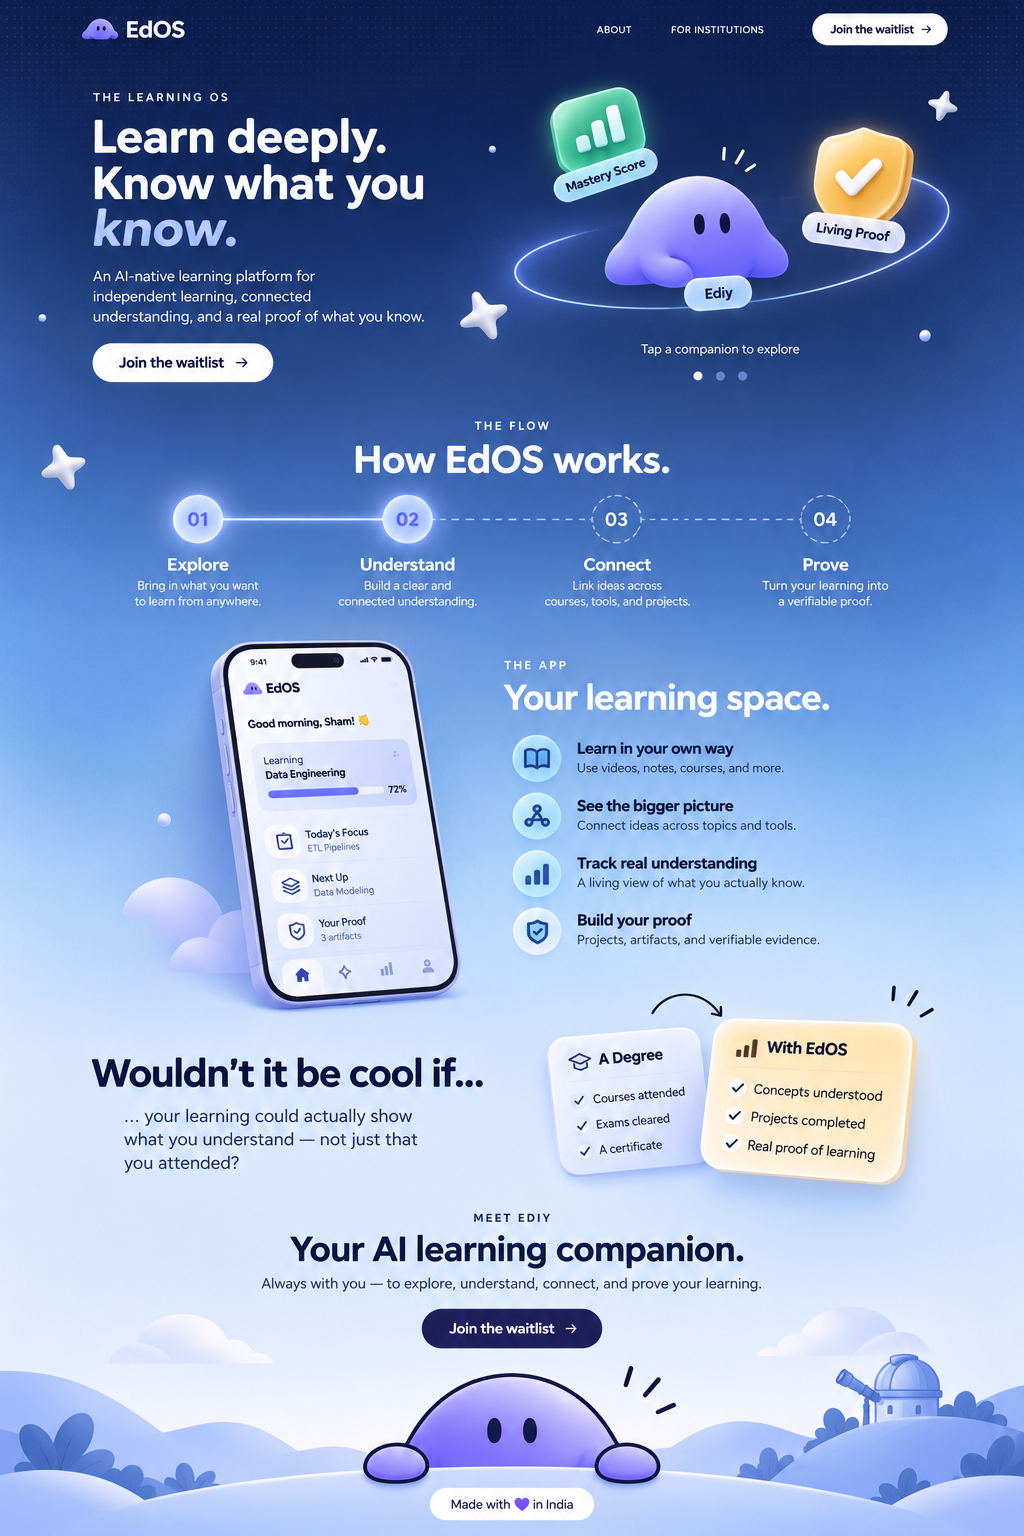 EdOS
ABOUT
FOR INSTITUTIONS
Join the waitlist →
THE LEARNING OS
Learn deeply.
Know what you
know.
An AI-native learning platform for
independent learning, connected
understanding, and a real proof of what you know.
Join the waitlist →
Mastery Score
Living Proof
Ediy
Tap a companion to explore
THE FLOW
How EdOS works.
01
02
03
04
Explore
Bring in what you want
to learn from anywhere.
Understand
Build a clear and
connected understanding.
Connect
Link ideas across
courses, tools, and projects.
Prove
Turn your learning into
a verifiable proof.
9:41
EdOS
Good morning, Sham! 👋
Learning
Data Engineering
72%
Today's Focus
ETL Pipelines
Next Up
Data Modeling
Your Proof
3 artifacts
THE APP
Your learning space.
Learn in your own way
Use videos, notes, courses, and more.
See the bigger picture
Connect ideas across topics and tools.
Track real understanding
A living view of what you actually know.
Build your proof
Projects, artifacts, and verifiable evidence.
Wouldn't it be cool if...
... your learning could actually show
what you understand — not just that
you attended?
A Degree
Courses attended
Exams cleared
A certificate
With EdOS
Concepts understood
Projects completed
Real proof of learning
MEET EDIY
Your AI learning companion.
Always with you — to explore, understand, connect, and prove your learning.
Join the waitlist →
Made with 💜 in India